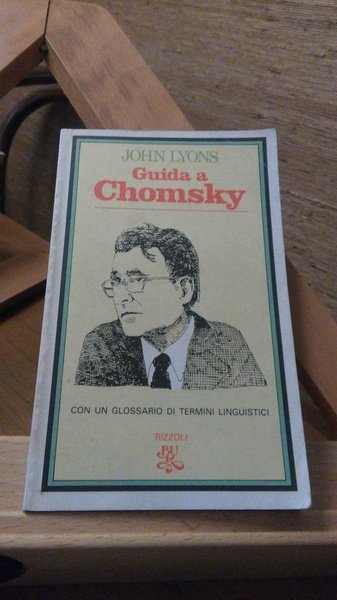 JOHN LYONS
Guida a
Chomsky
CON UN GLOSSARIO DI TERMINI LINGUISTICI
RIZZOLI
BUR